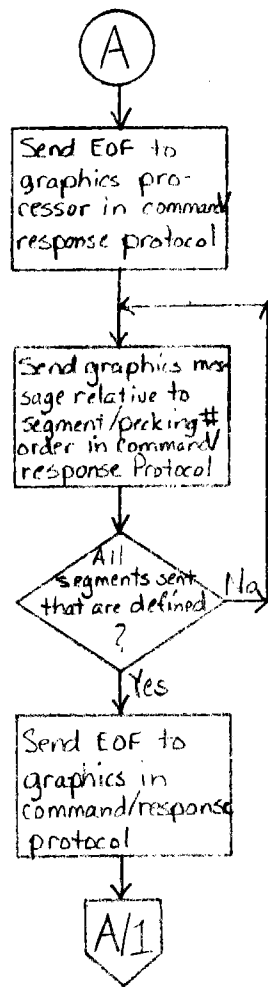 A
Send EOF to
graphics pro-
cessor in command/
response protocol
Send graphics mes-
sage relative to
segment/pecking #
order in command/
response Protocol
All
segments sent
that are defined
?
No
Yes
Send EOF to
graphics in
command/response
protocol
A/1